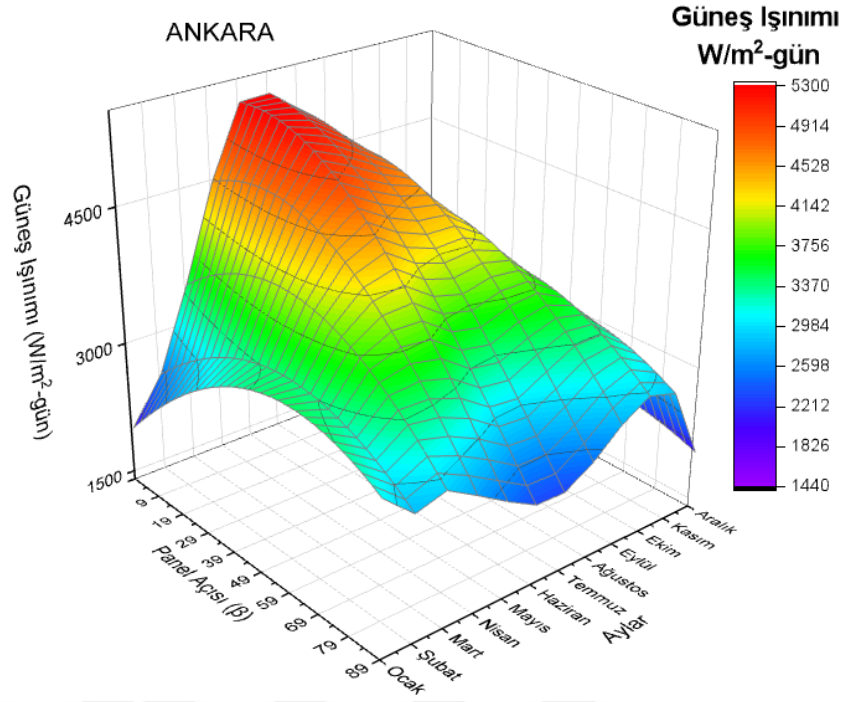 ANKARA
Güneş Işınımı
W/m²-gün
5300
4914
4528
4142
3756
3370
2984
2598
2212
1826
1440
Güneş Işınımı (W/m²-gün)
4500
3000
1500
9
19
29
39
49
59
69
79
89
Panel Açısı (β)
Ocak
Şubat
Mart
Nisan
Mayıs
Haziran
Temmuz
Ağustos
Eylül
Ekim
Kasım
Aralık
Aylar